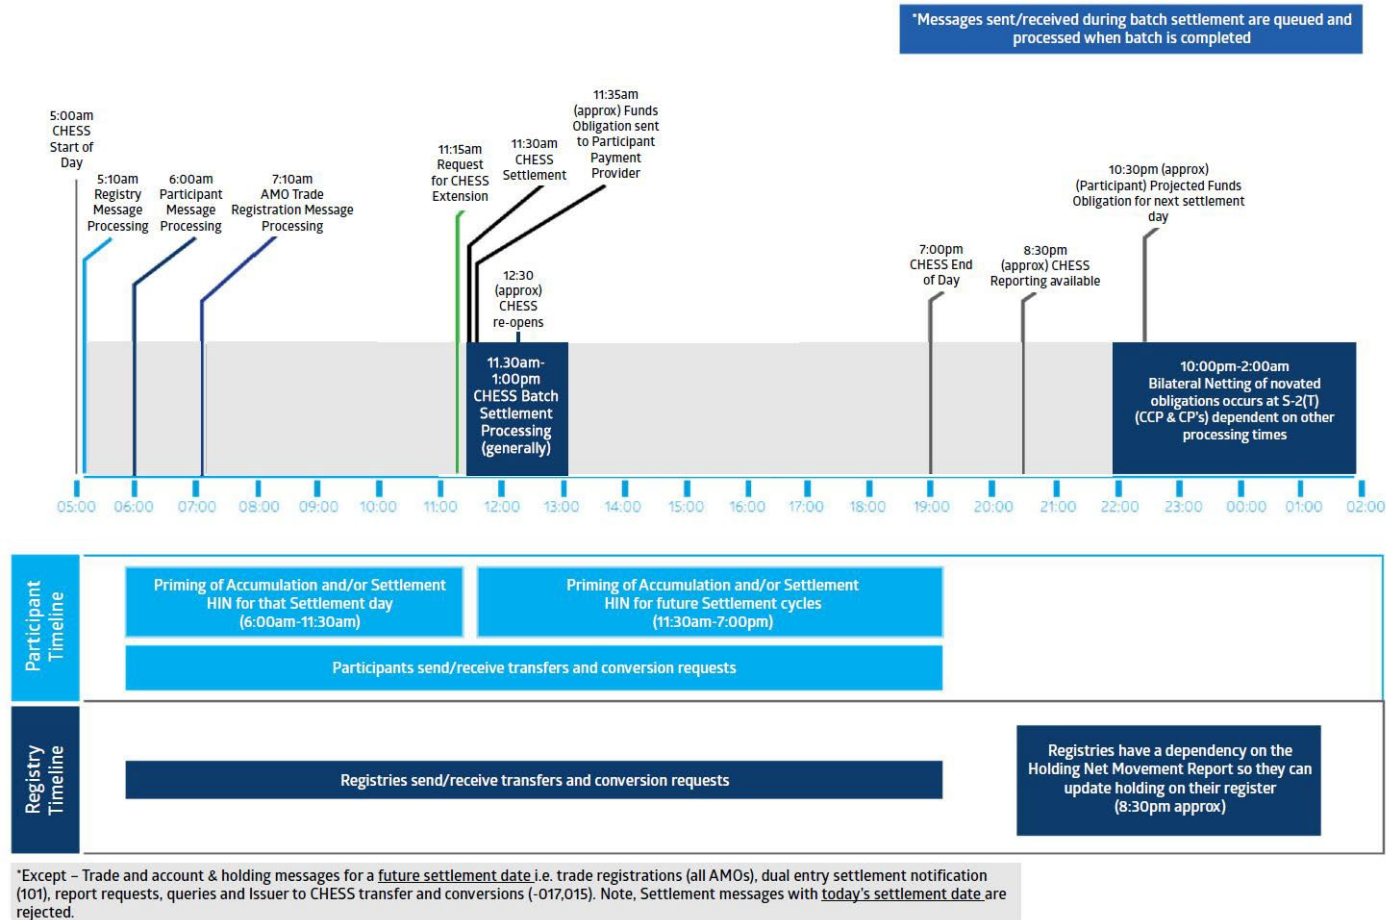 *Messages sent/received during batch settlement are queued and
processed when batch is completed
5:00am
CHESS
Start of
Day
5:10am
Registry
Message
Processing
6:00am
Participant
Message
Processing
7:10am
AMO Trade
Registration Message
Processing
11:15am
Request
for CHESS
Extension
11:30am
CHESS
Settlement
11:35am
(approx) Funds
Obligation sent
to Participant
Payment
Provider
12:30
(approx)
CHESS
re-opens
7:00pm
CHESS End
of Day
8:30pm
(approx) CHESS
Reporting available
10:30pm (approx)
(Participant) Projected Funds
Obligation for next settlement
day
11.30am-
1:00pm
CHESS Batch
Settlement
Processing
(generally)
10:00pm-2:00am
Bilateral Netting of novated
obligations occurs at S-2(T)
(CCP & CP's) dependent on other
processing times
05:00 06:00 07:00 08:00 09:00 10:00 11:00 12:00 13:00 14:00 15:00 16:00 17:00 18:00 19:00 20:00 21:00 22:00 23:00 00:00 01:00 02:00
Participant
Timeline
Priming of Accumulation and/or Settlement
HIN for that Settlement day
(6:00am-11:30am)
Priming of Accumulation and/or Settlement
HIN for future Settlement cycles
(11:30am-7:00pm)
Participants send/receive transfers and conversion requests
Registry
Timeline
Registries send/receive transfers and conversion requests
Registries have a dependency on the
Holding Net Movement Report so they can
update holding on their register
(8:30pm approx)
*Except – Trade and account & holding messages for a future settlement date i.e. trade registrations (all AMOs), dual entry settlement notification
(101), report requests, queries and Issuer to CHESS transfer and conversions (-017,015). Note, Settlement messages with today's settlement date are
rejected.